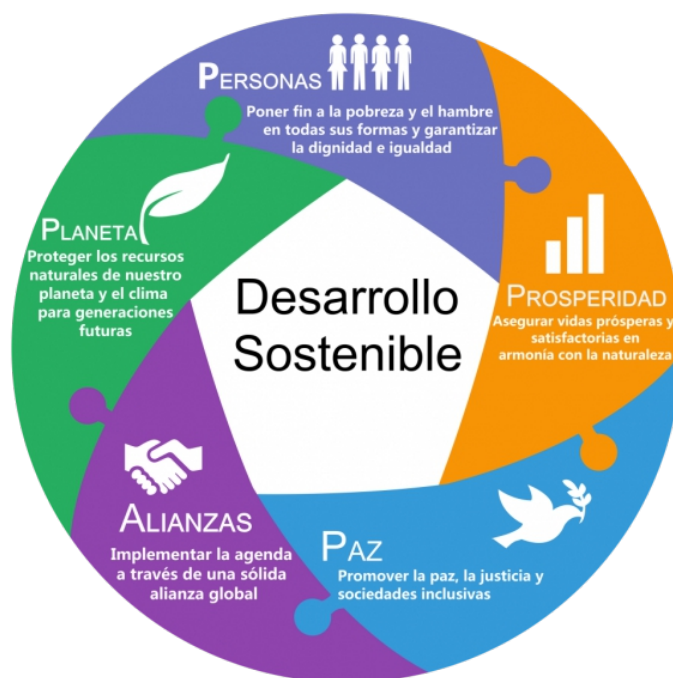 PERSONAS
Poner fin a la pobreza y el hambre
en todas sus formas y garantizar
la dignidad e igualdad
PROSPERIDAD
Asegurar vidas prósperas y
satisfactorias en
armonía con la naturaleza
PAZ
Promover la paz, la justicia y
sociedades inclusivas
ALIANZAS
Implementar la agenda
a través de una sólida
alianza global
PLANETA
Proteger los recursos
naturales de nuestro
planeta y el clima
para generaciones
futuras
Desarrollo
Sostenible